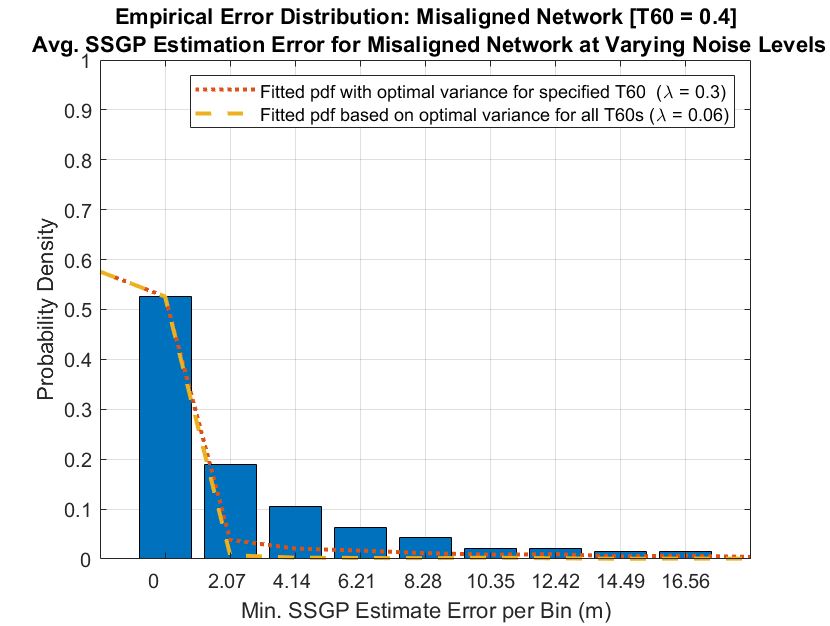 Empirical Error Distribution: Misaligned Network [T60 = 0.4]
Avg. SSGP Estimation Error for Misaligned Network at Varying Noise Levels
Fitted pdf with optimal variance for specified T60 (λ = 0.3)
Fitted pdf based on optimal variance for all T60s (λ = 0.06)
Probability Density
1
0.9
0.8
0.7
0.6
0.5
0.4
0.3
0.2
0.1
0
0 2.07 4.14 6.21 8.28 10.35 12.42 14.49 16.56
Min. SSGP Estimate Error per Bin (m)